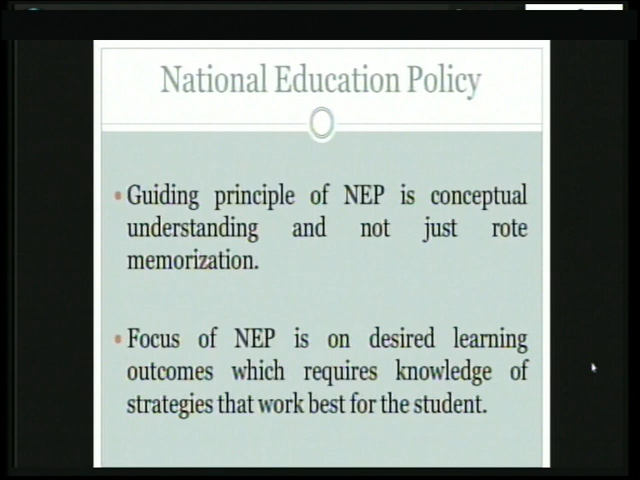 National Education Policy
• Guiding principle of NEP is conceptual
understanding and not just rote
memorization.
• Focus of NEP is on desired learning
outcomes which requires knowledge of
strategies that work best for the student.